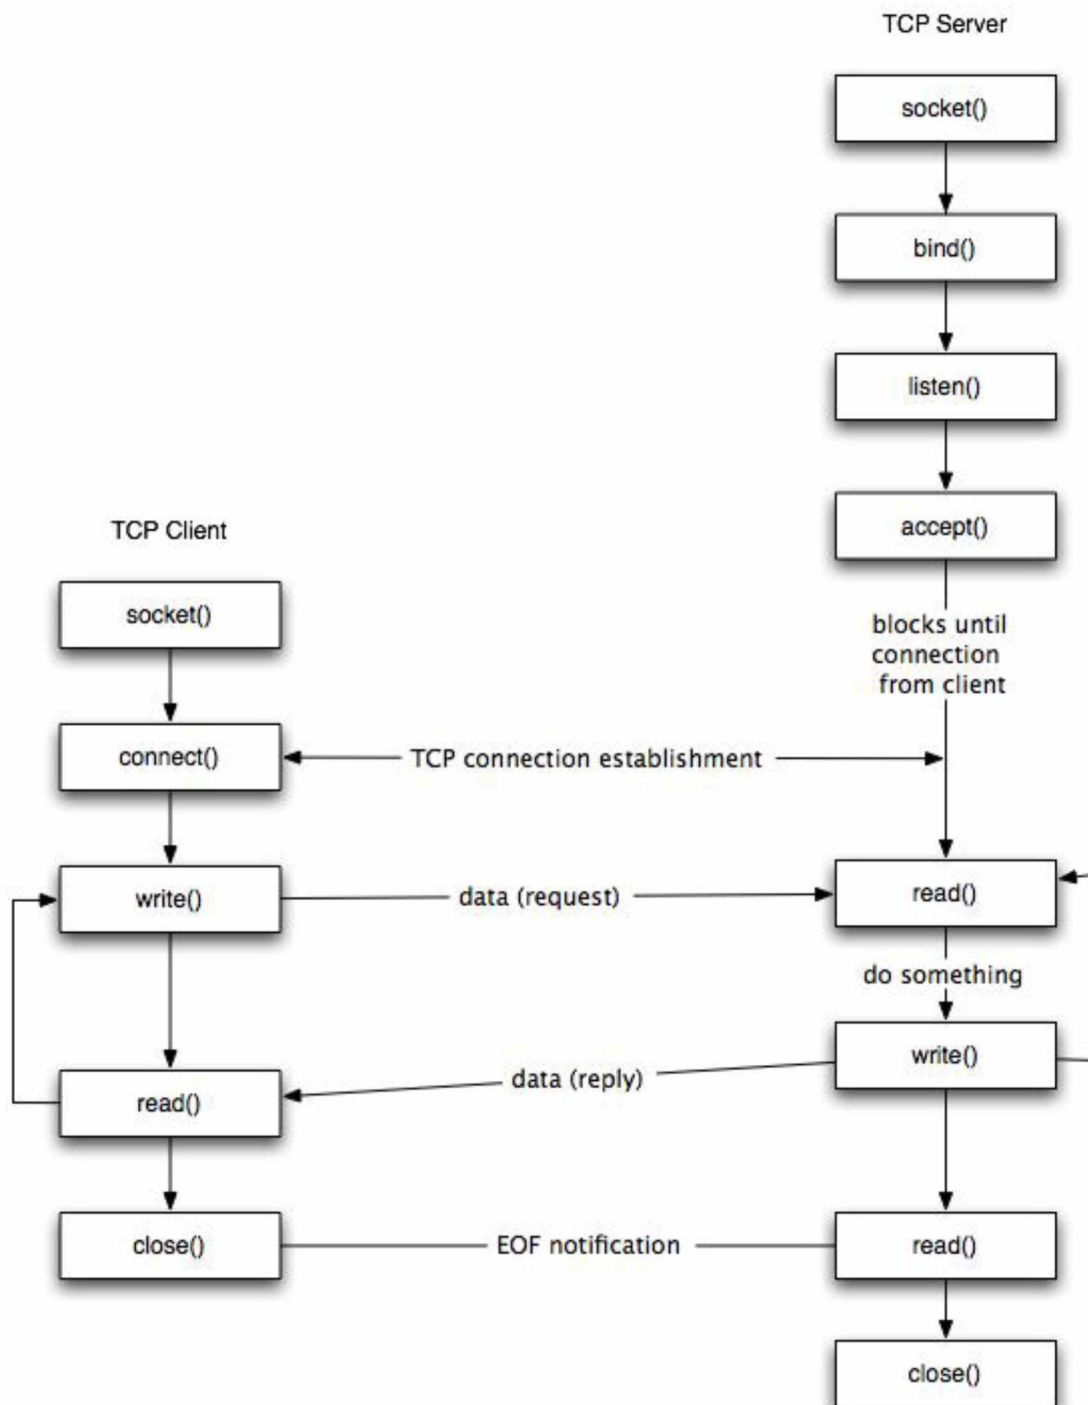 TCP Server
socket()
bind()
listen()
accept()
blocks until
connection
from client
TCP Client
socket()
connect()
TCP connection establishment
write()
data (request)
read()
do something
write()
data (reply)
read()
close()
EOF notification
read()
close()